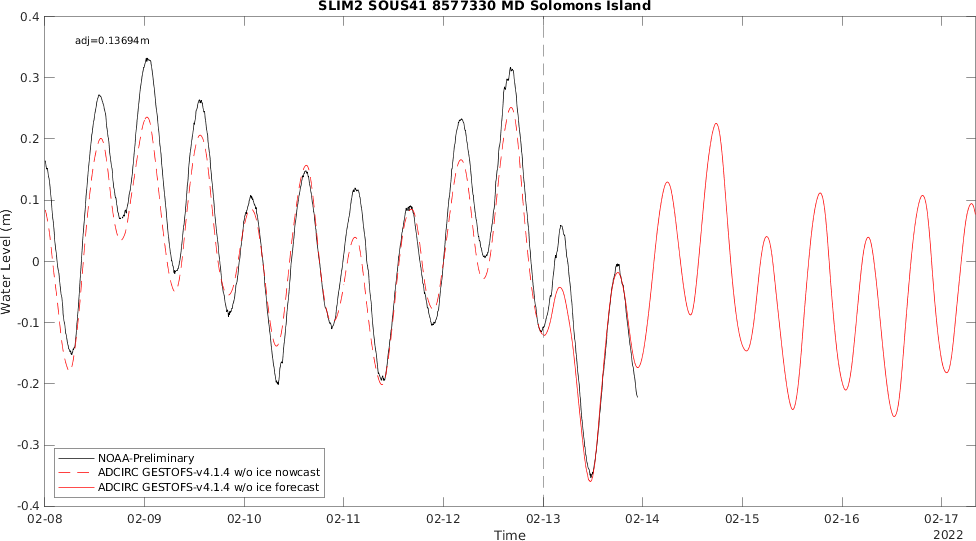 SLIM2 SOUS41 8577330 MD Solomons Island
adj=0.13694m
0.4
0.3
0.2
0.1
0
-0.1
-0.2
-0.3
-0.4
Water Level (m)
NOAA-Preliminary
ADCIRC GESTOFS-v4.1.4 w/o ice nowcast
ADCIRC GESTOFS-v4.1.4 w/o ice forecast
02-08 02-09 02-10 02-11 02-12 02-13 02-14 02-15 02-16 02-17
Time
2022